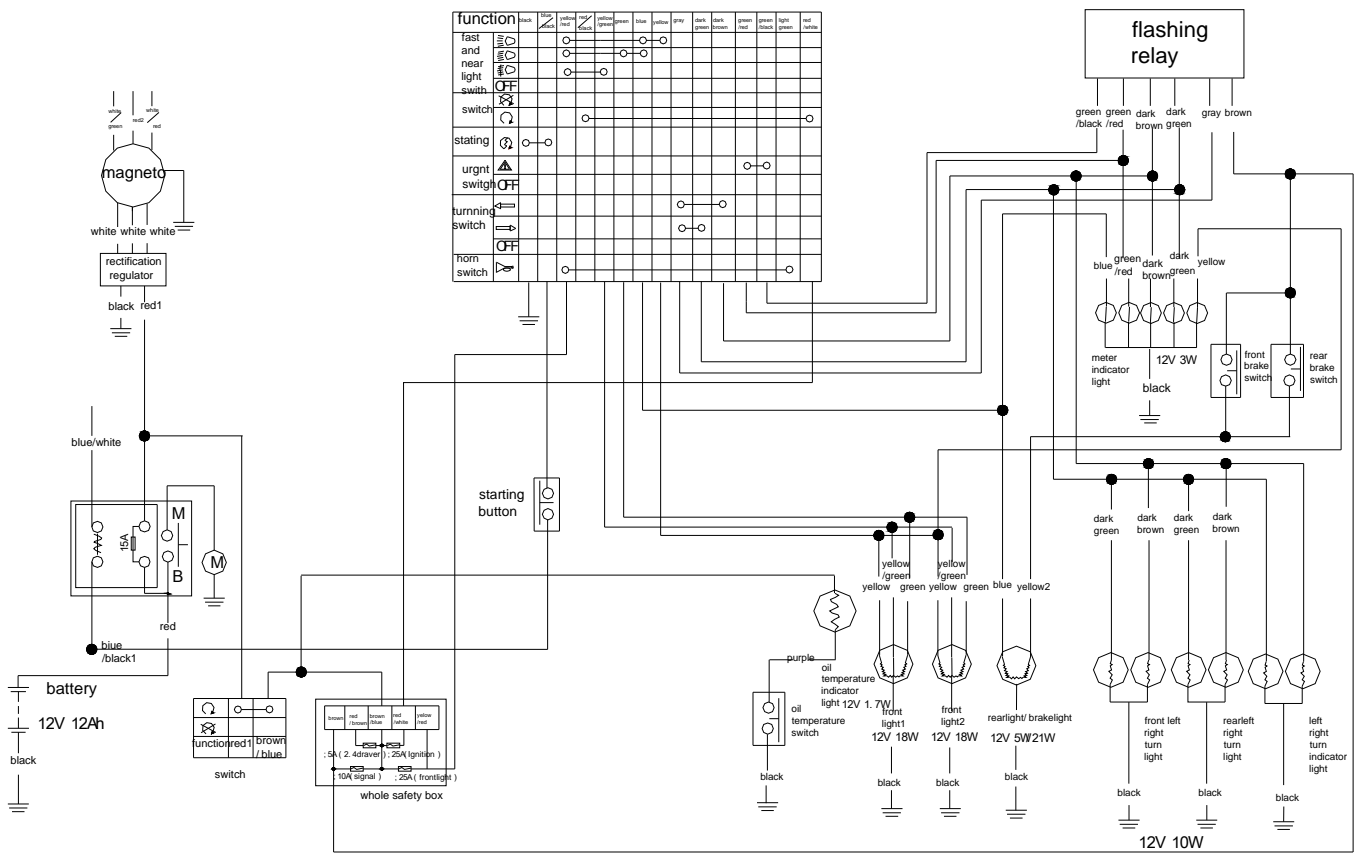 function
black
blue
/black
yellow
/red
red
/black
yellow
/green
green
blue
yellow
gray
dark
green
dark
brown
green
/red
green
/black
light
green
red
/white
fast
and
near
light
swith
OFF
switch
stating
urgnt
switgh
OFF
turnning
switch
OFF
horn
switch
flashing
relay
green
/black
green
/red
dark
brown
dark
green
gray
brown
white
green
red2
white
red
magneto
white white white
rectification
regulator
black
red1
blue
green
/red
dark
brown
dark
green
yellow
meter
indicator
light
12V 3W
black
front
brake
switch
rear
brake
switch
blue/white
15A
M
B
M
red
biue
/black1
starting
button
battery
12V 12Ah
black
functionred1
brown
/ blue
switch
brown
red
/ brown
brown
/blue
red
/white
yellow
/red
; 5A( 2. 4draver )
; 25A( Ignition )
; 10A( signal )
; 25A( frontlight )
whole safety box
purple
oil
temperature
indicator
light 12V 1. 7W
oil
temperature
switch
black
yellow
yellow
/green
green
yellow
yellow
/green
green
blue
yellow2
front
light1
12V 18W
front
light2
12V 18W
rearlight/ brakelight
12V 5W/21W
black
black
black
dark
green
dark
brown
dark
green
dark
brown
front left
right
turn
light
rearleft
right
turn
light
left
right
turn
indicator
light
black
black
black
12V 10W